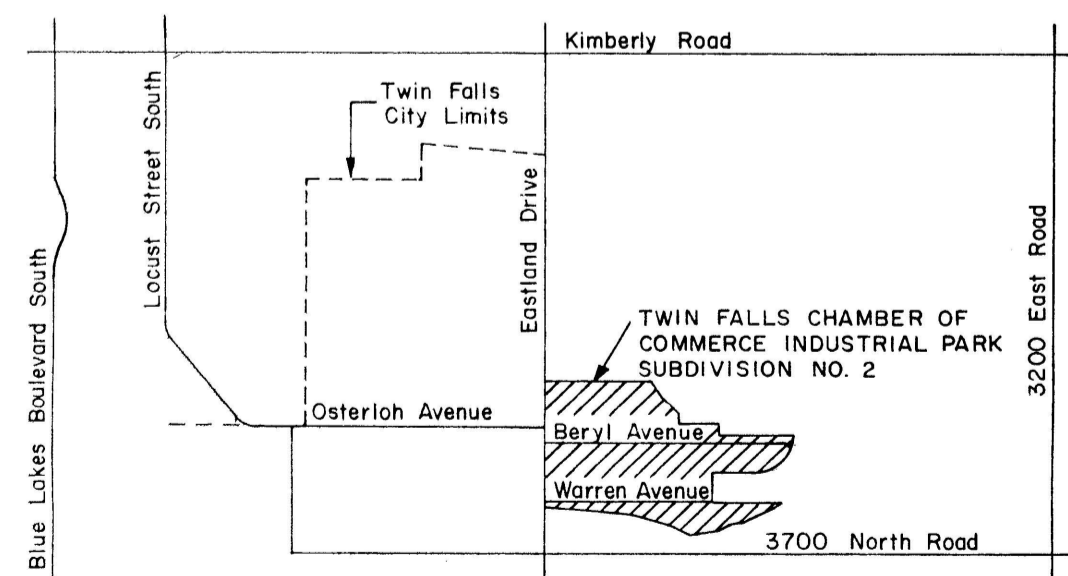 Kimberly Road
Twin Falls
City Limits
Locust Street South
Blue Lakes Boulevard South
Eastland Drive
3200 East Road
TWIN FALLS CHAMBER OF
COMMERCE INDUSTRIAL PARK
SUBDIVISION NO. 2
Osterloh Avenue
Beryl Avenue
Warren Avenue
3700 North Road